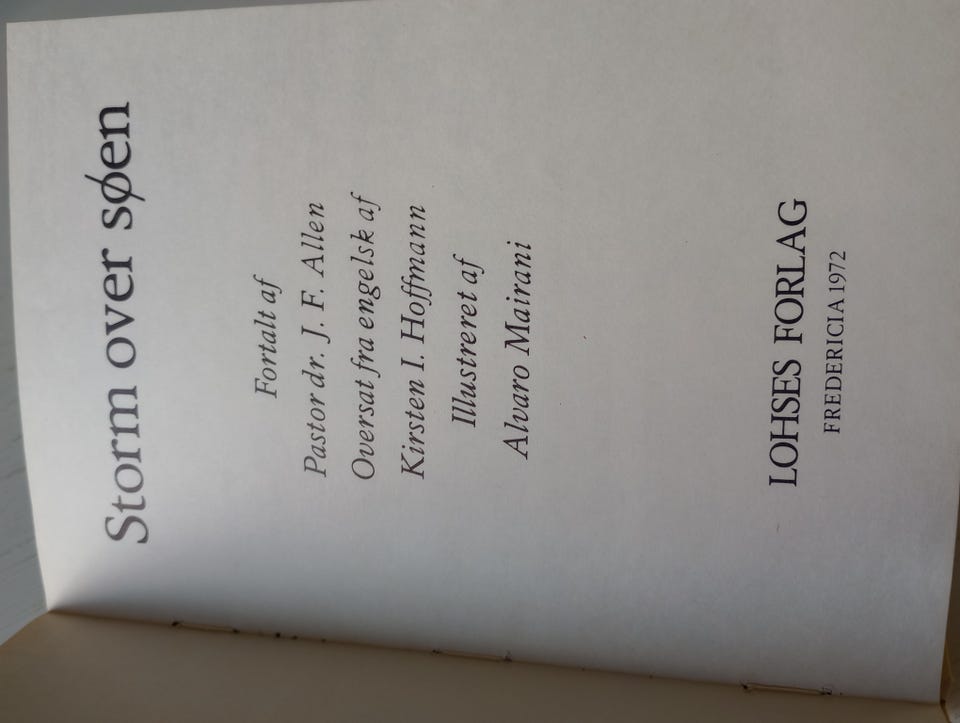 Storm over søen
Fortalt af
Pastor dr. J. F. Allen
Oversat fra engelsk af
Kirsten I. Hoffmann
Illustreret af
Alvaro Mairani
LOHSES FORLAG
FREDERICIA 1972